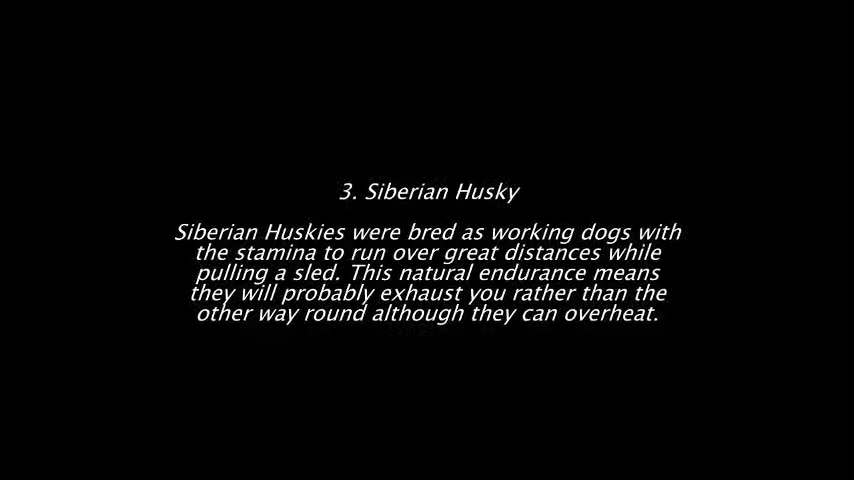 3. Siberian Husky
Siberian Huskies were bred as working dogs with
the stamina to run over great distances while
pulling a sled. This natural endurance means
they will probably exhaust you rather than the
other way round although they can overheat.